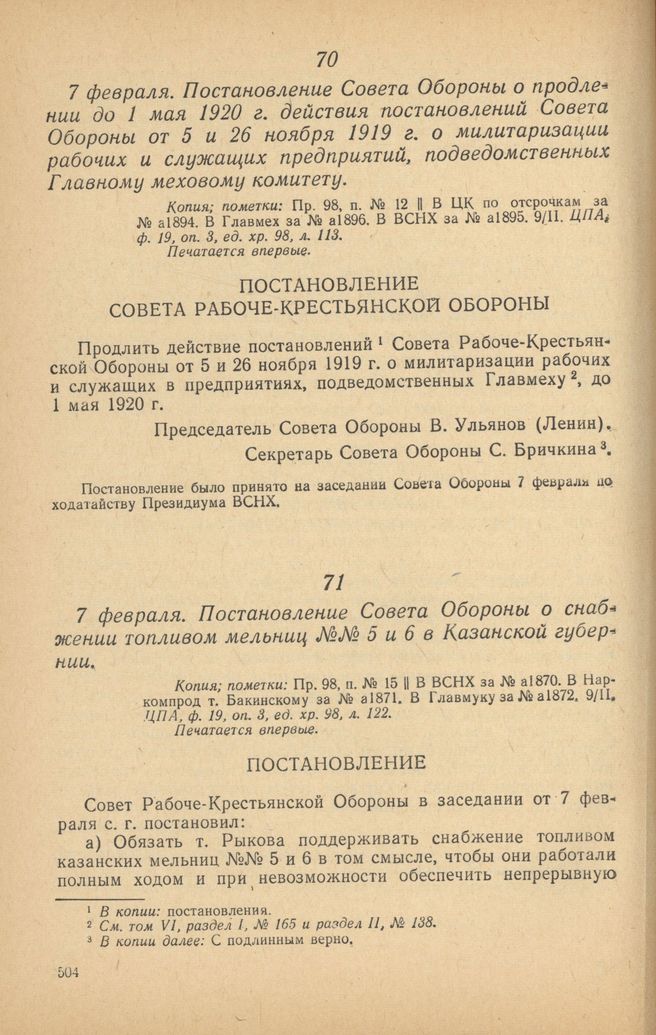 70
7 февраля. Постановление Совета Обороны о продле-
нии до 1 мая 1920 г. действия постановлений Совета
Обороны от 5 и 26 ноября 1919 г. о милитаризации
рабочих и служащих предприятий, подведомственных
Главному меховому комитету.
Копия; пометки: Пр. 98, п. № 12 || В ЦК по отсрочкам за
№ а1894. В Главмех за № а1896. В ВСНХ за № а1895. 9/II. ЦПА,
ф. 19, оп. 3, ед. хр. 98, л. 113.
Печатается впервые.
ПОСТАНОВЛЕНИЕ
СОВЕТА РАБОЧЕ-КРЕСТЬЯНСКОЙ ОБОРОНЫ
Продлить действие постановлений ¹ Совета Рабоче-Крестьян-
ской Обороны от 5 и 26 ноября 1919 г. о милитаризации рабочих
и служащих в предприятиях, подведомственных Главмеху ², до
1 мая 1920 г.
Председатель Совета Обороны В. Ульянов (Ленин).
Секретарь Совета Обороны С. Бричкина ³.
Постановление было принято на заседании Совета Обороны 7 февраля по
ходатайству Президиума ВСНХ.
71
7 февраля. Постановление Совета Обороны о снаб-
жении топливом мельниц №№ 5 и 6 в Казанской губер-
нии.
Копия; пометки: Пр. 98, п. № 15 || В ВСНХ за № а1870. В Нар-
компрод т. Бакинскому за № а1871. В Главмуку за № а1872. 9/II.
ЦПА, ф. 19, оп. 3, ед. хр. 98, л. 122.
Печатается впервые.
ПОСТАНОВЛЕНИЕ
Совет Рабоче-Крестьянской Обороны в заседании от 7 фев-
раля с. г. постановил:
а) Обязать т. Рыкова поддерживать снабжение топливом
казанских мельниц №№ 5 и 6 в том смысле, чтобы они работали
полным ходом и при невозможности обеспечить непрерывную
¹ В копии: постановления.
² См. том VI, раздел I, № 165 и раздел II, № 138.
³ В копии далее: С подлинным верно.
504